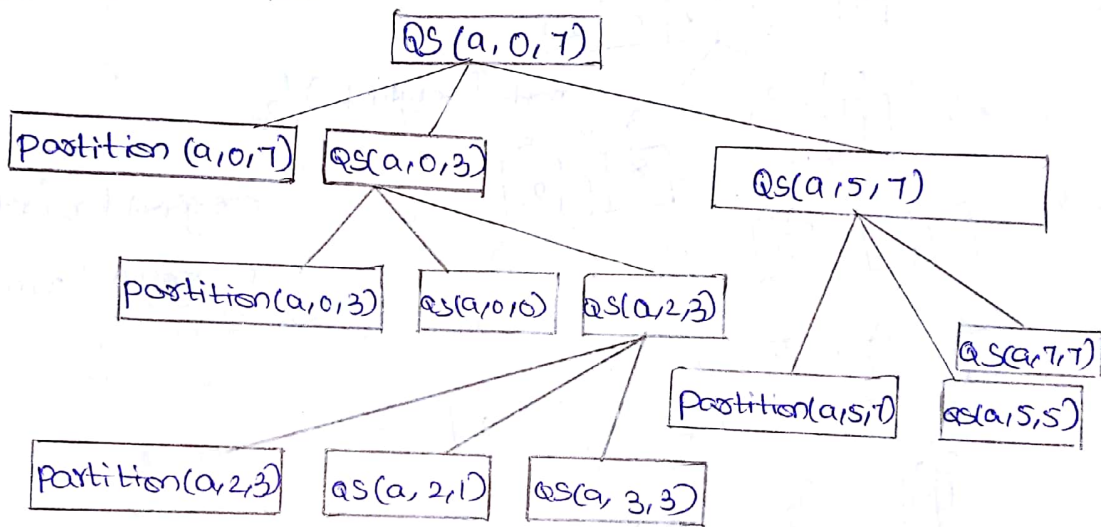 QS(a,0,7)
partition (a,0,7)
QS(a,0,3)
QS(a,5,7)
partition(a,0,3)
QS(a,0,0)
QS(a,2,3)
QS(a,7,7)
partition(a,5,7)
QS(a,5,5)
partition(a,2,3)
QS(a,2,1)
QS(a,3,3)